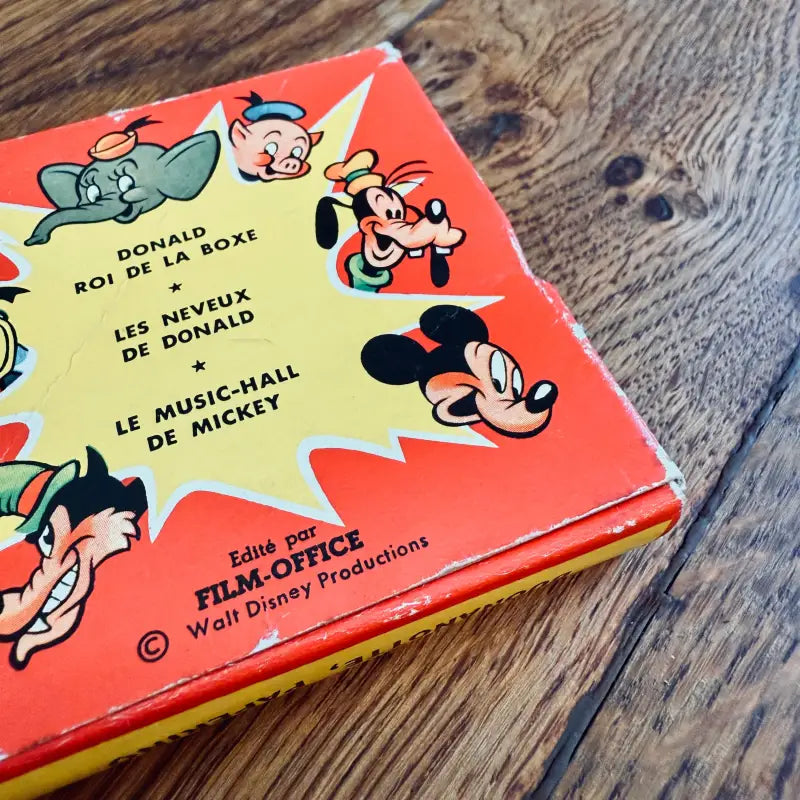 DONALD
ROI DE LA BOXE
★
LES NEVEUX
DE DONALD
★
LE MUSIC-HALL
DE MICKEY
Edité par
FILM-OFFICE
© Walt Disney Productions